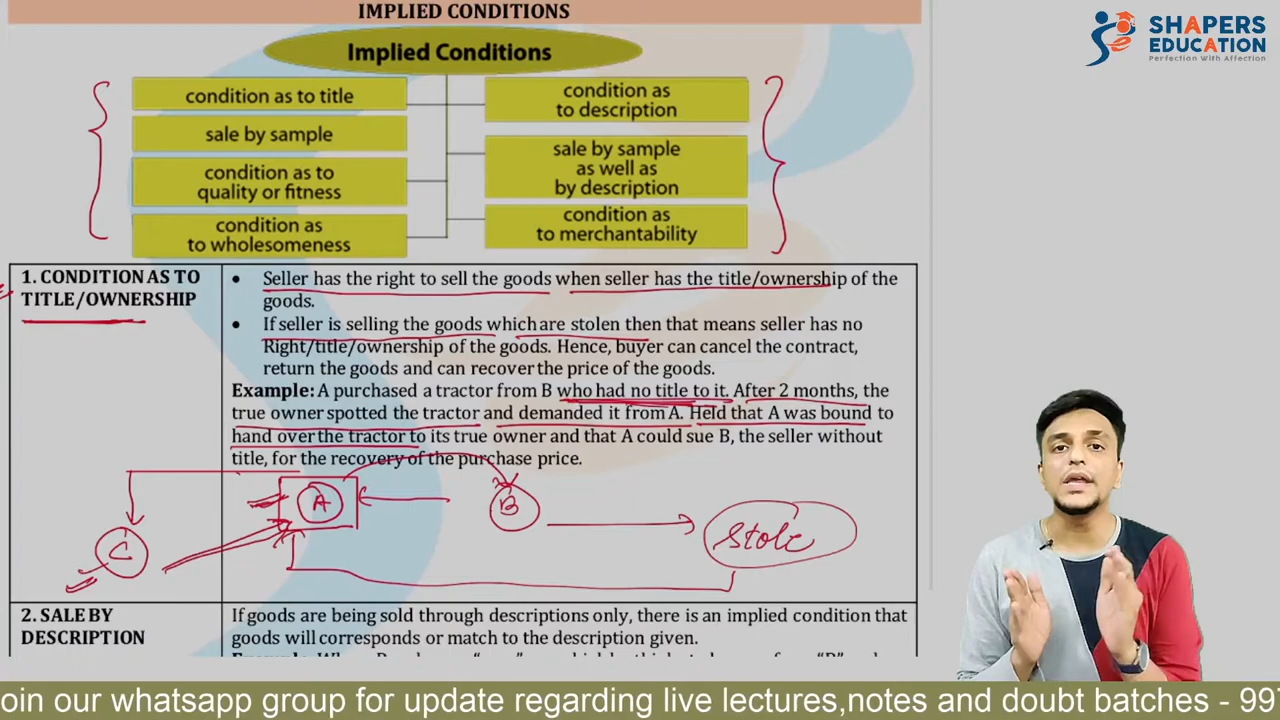 IMPLIED CONDITIONS
SHAPERS
EDUCATION
Perfection With Affection
Implied Conditions
condition as to title
condition as
to description
sale by sample
sale by sample
as well as
by description
condition as to
quality or fitness
condition as
to merchantability
condition as
to wholesomeness
1. CONDITION AS TO
TITLE/OWNERSHIP
• Seller has the right to sell the goods when seller has the title/ownership of the
goods.
• If seller is selling the goods which are stolen then that means seller has no
Right/title/ownership of the goods. Hence, buyer can cancel the contract,
return the goods and can recover the price of the goods.
Example: A purchased a tractor from B who had no title to it. After 2 months, the
true owner spotted the tractor and demanded it from A. Held that A was bound to
hand over the tractor to its true owner and that A could sue B, the seller without
title, for the recovery of the purchase price.
A
B
C
Stole
2. SALE BY
DESCRIPTION
If goods are being sold through descriptions only, there is an implied condition that
goods will corresponds or match to the description given.
oin our whatsapp group for update regarding live lectures,notes and doubt batches - 997